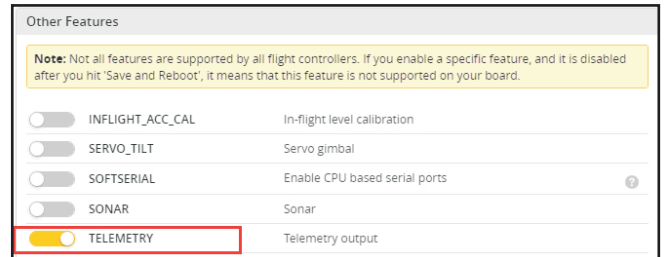 Other Features
Note: Not all features are supported by all flight controllers. If you enable a specific feature, and it is disabled
after you hit 'Save and Reboot', it means that this feature is not supported on your board.
INFLIGHT_ACC_CAL In-flight level calibration
SERVO_TILT Servo gimbal
SOFTSERIAL Enable CPU based serial ports ?
SONAR Sonar
TELEMETRY Telemetry output